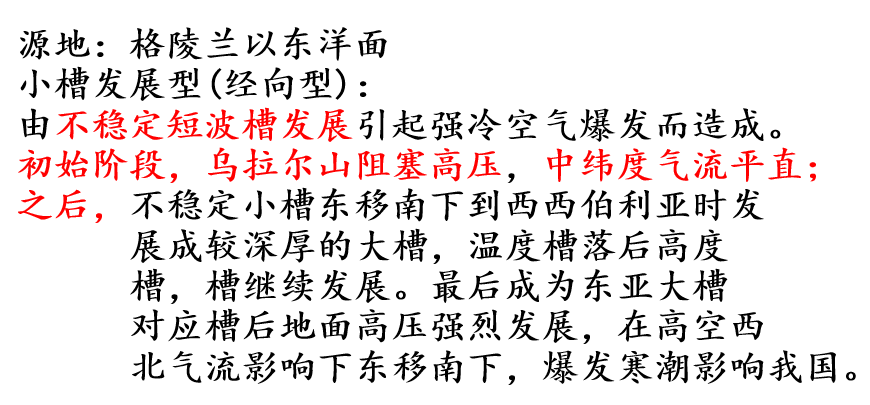 源地：格陵兰以东洋面
小槽发展型(经向型)：
由不稳定短波槽发展引起强冷空气爆发而造成。
初始阶段，乌拉尔山阻塞高压，中纬度气流平直；
之后，不稳定小槽东移南下到西西伯利亚时发
展成较深厚的大槽，温度槽落后高度
槽，槽继续发展。最后成为东亚大槽
对应槽后地面高压强烈发展，在高空西
北气流影响下东移南下，爆发寒潮影响我国。